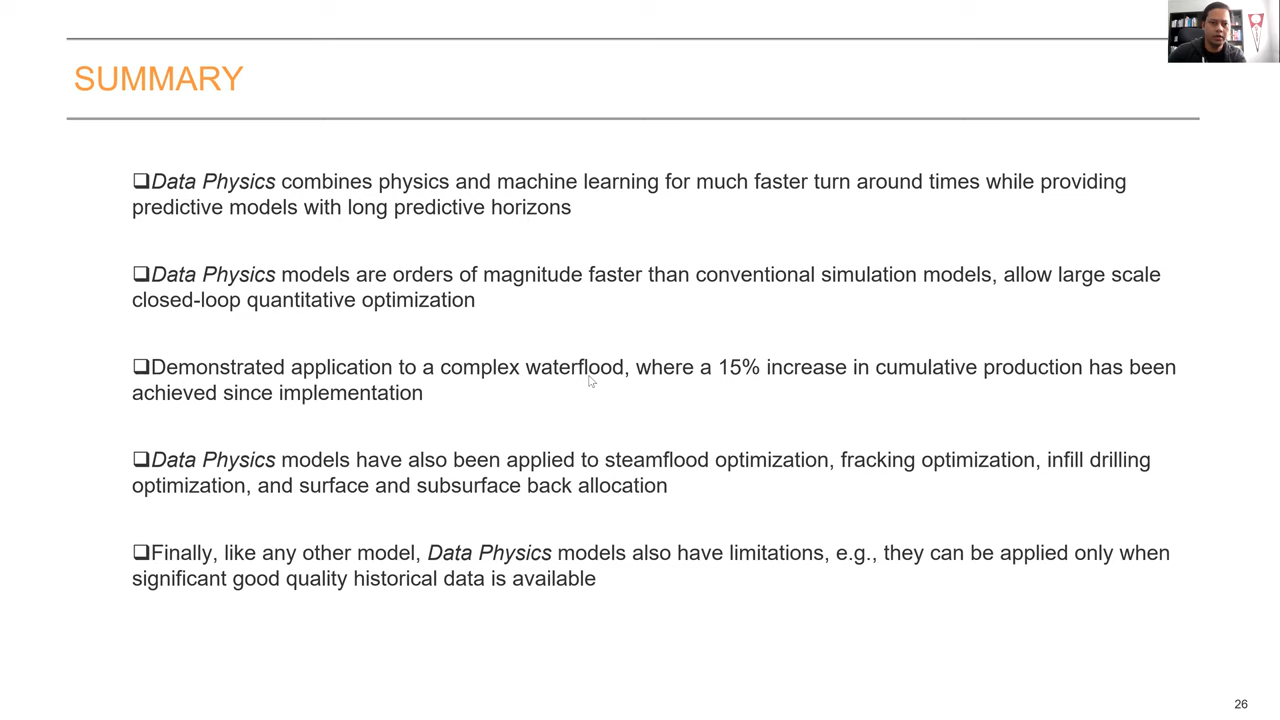 SUMMARY
❑Data Physics combines physics and machine learning for much faster turn around times while providing
predictive models with long predictive horizons
❑Data Physics models are orders of magnitude faster than conventional simulation models, allow large scale
closed-loop quantitative optimization
❑Demonstrated application to a complex waterflood, where a 15% increase in cumulative production has been
achieved since implementation
❑Data Physics models have also been applied to steamflood optimization, fracking optimization, infill drilling
optimization, and surface and subsurface back allocation
❑Finally, like any other model, Data Physics models also have limitations, e.g., they can be applied only when
significant good quality historical data is available
26